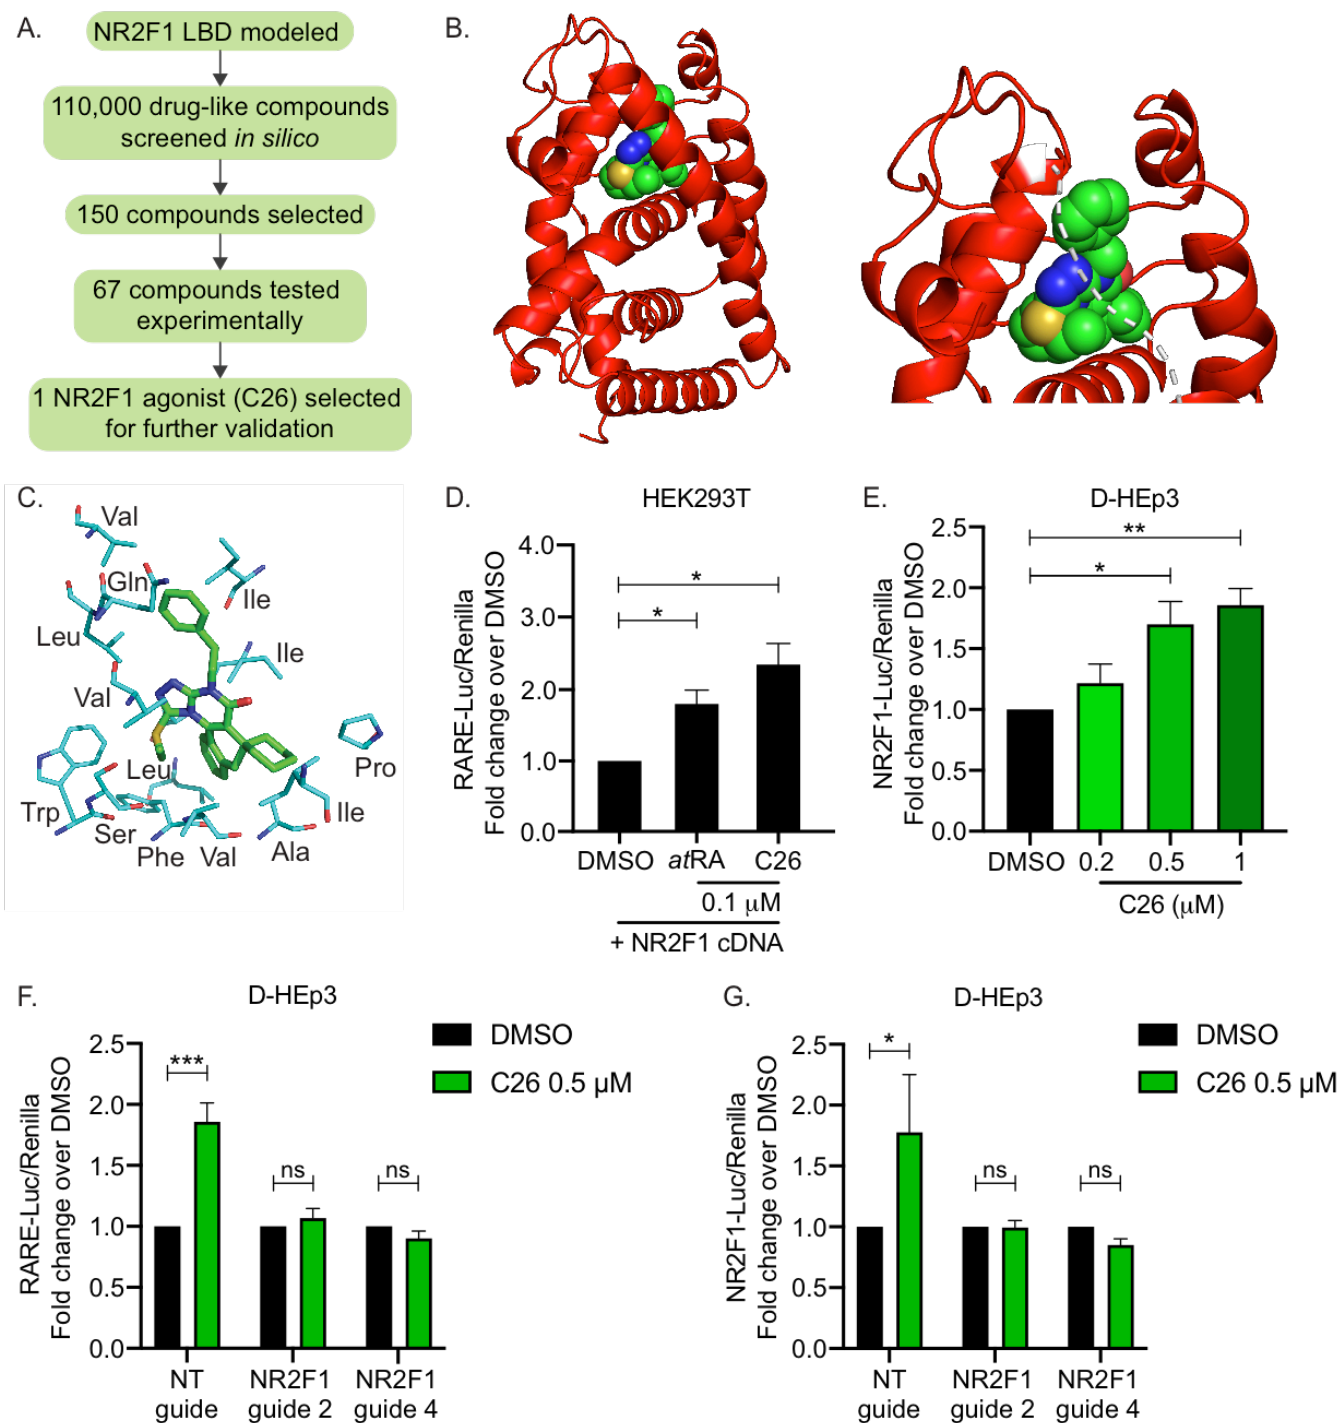 A.
NR2F1 LBD modeled
110,000 drug-like compounds
screened in silico
150 compounds selected
67 compounds tested
experimentally
1 NR2F1 agonist (C26) selected
for further validation
B.
C.
Val
Gln
Ile
Leu
Ile
Val
Pro
Leu
Trp
Ser
Ile
Phe
Val
Ala
D.
HEK293T
RARE-Luc/Renilla
Fold change over DMSO
4.0
3.0
2.0
1.0
0.0
*
*
DMSO
atRA
C26
0.1 μM
+ NR2F1 cDNA
E.
D-HEp3
NR2F1-Luc/Renilla
Fold change over DMSO
2.5
2.0
1.5
1.0
0.5
0.0
**
*
DMSO
0.2
0.5
1
C26 (μM)
F.
D-HEp3
DMSO
C26 0.5 μM
RARE-Luc/Renilla
Fold change over DMSO
2.5
2.0
1.5
1.0
0.5
0.0
***
ns
ns
NT
guide
NR2F1
guide 2
NR2F1
guide 4
G.
D-HEp3
DMSO
C26 0.5 μM
NR2F1-Luc/Renilla
Fold change over DMSO
2.5
2.0
1.5
1.0
0.5
0.0
*
ns
ns
NT
guide
NR2F1
guide 2
NR2F1
guide 4